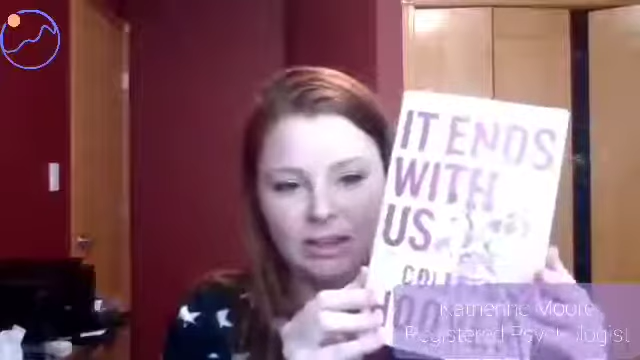 IT ENDS
WITH
US
Katherine Moore
Registered Psychologist